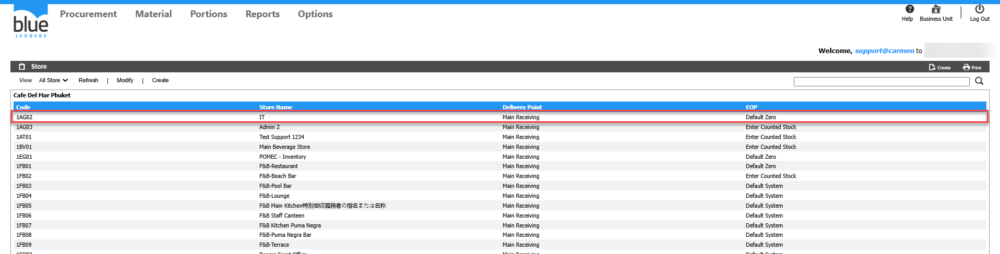 Procurement Material Portions Reports Options
blue
LEDGERS
Help Business Unit Log Out
Welcome, support@carmen to
Store Create Print
View All Store Refresh | Modify | Create
Cafe Del Mar Phuket
Code Store Name Delivery Point EOP
1AG02 IT Main Receiving Default Zero
1AG03 Admin 2 Main Receiving Enter Counted Stock
1AT01 Test Support 1234 Main Receiving Enter Counted Stock
1BV01 Main Beverage Store Main Receiving Enter Counted Stock
1EG01 POMEC - Inventory Main Receiving Default Zero
1FB01 F&B-Restaurant Main Receiving Default Zero
1FB02 F&B-Beach Bar Main Receiving Enter Counted Stock
1FB03 F&B-Pool Bar Main Receiving Default System
1FB04 F&B-Lounge Main Receiving Default System
1FB05 F&B Main Kitchen特別徴収義務者の指名または名称 Main Receiving Default System
1FB06 F&B Staff Canteen Main Receiving Default System
1FB07 F&B Kitchen Puma Negra Main Receiving Default System
1FB08 F&B-Puma Negra Bar Main Receiving Default System
1FB09 F&B-Terrace Main Receiving Default System